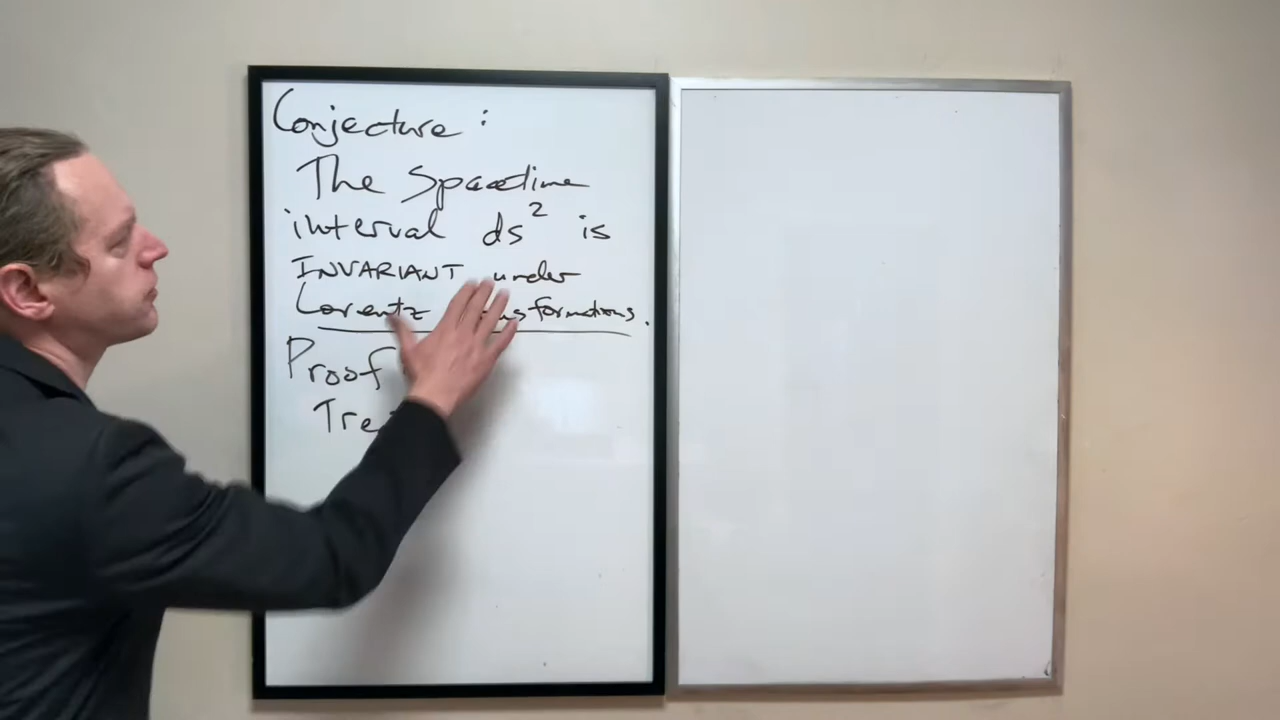 Conjecture:
The Spacetime
interval ds² is
INVARIANT under
Lorentz
Proof